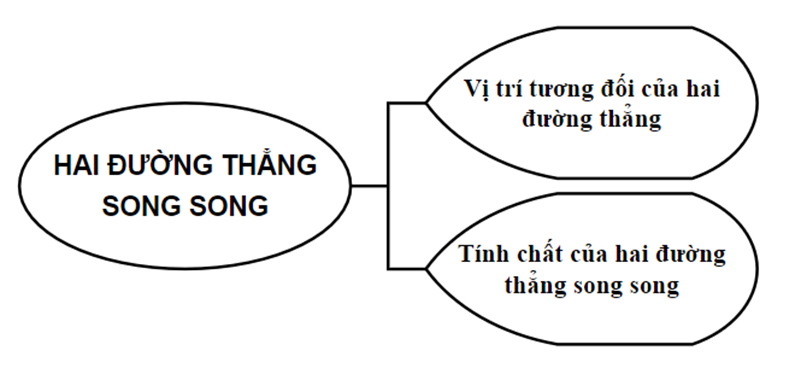 HAI ĐƯỜNG THẲNG
SONG SONG
Vị trí tương đối của hai
đường thẳng
Tính chất của hai đường
thẳng song song